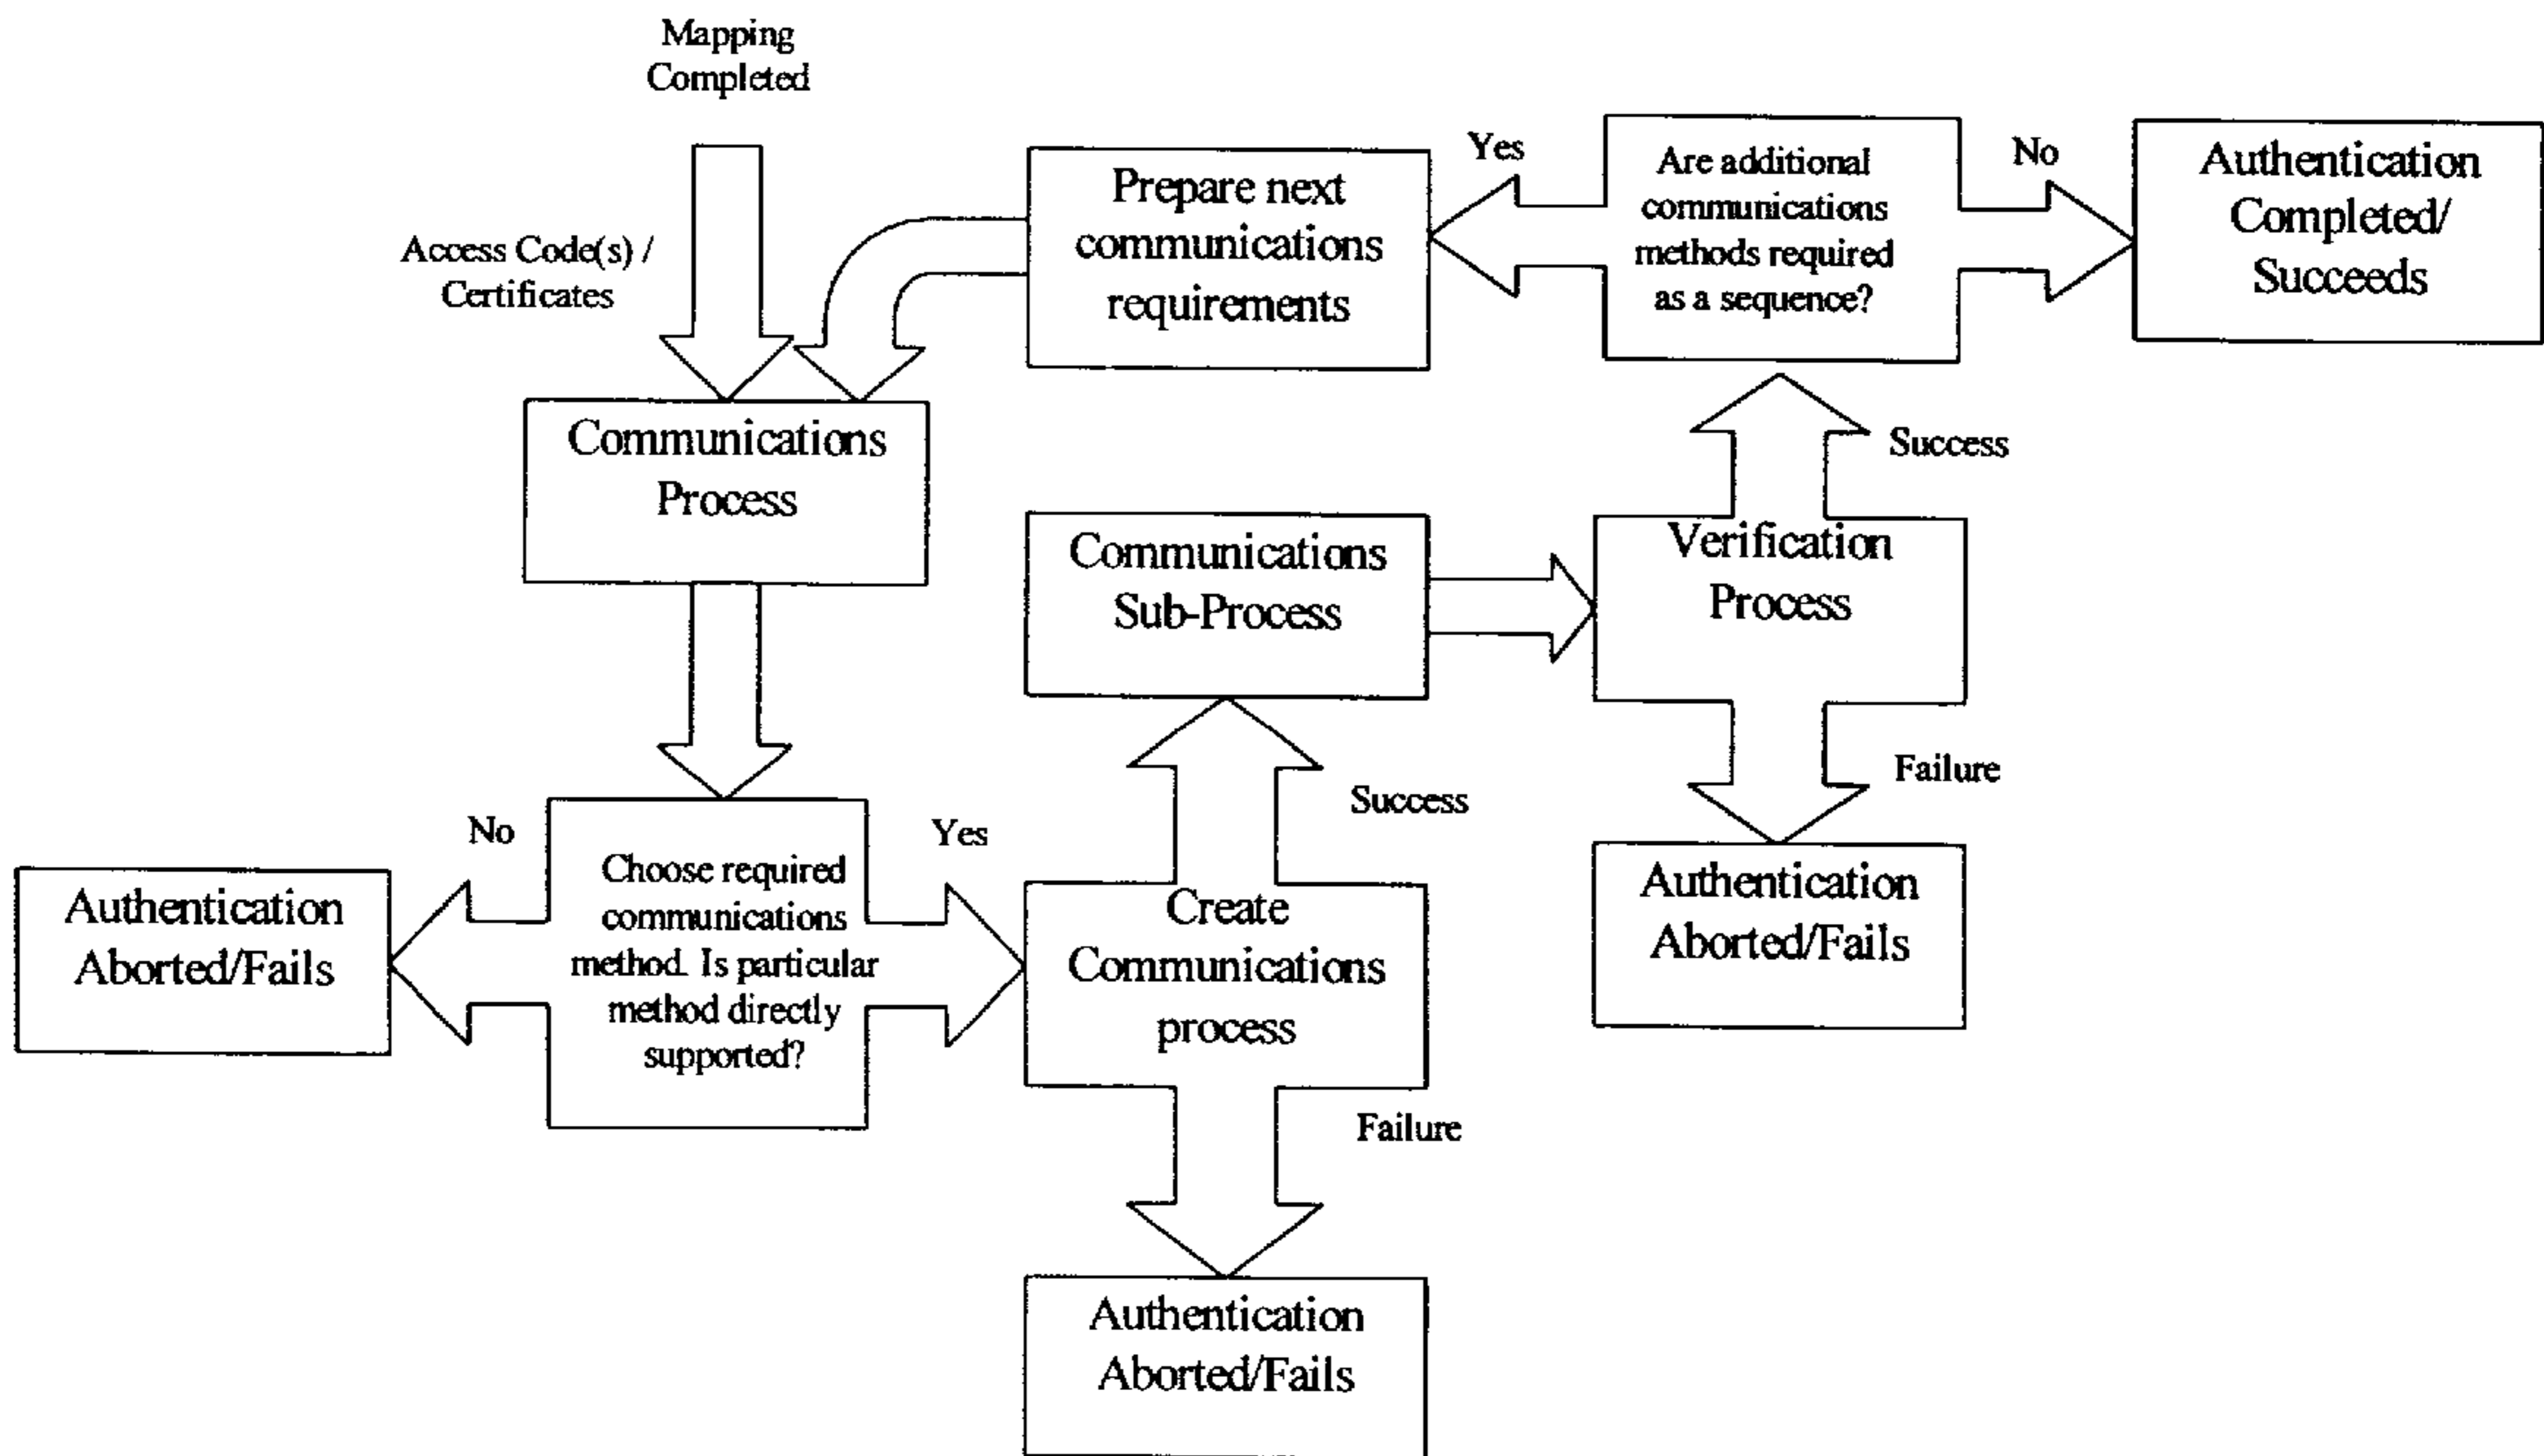 Mapping
Completed
Access Code(s) /
Certificates
Prepare next
communications
requirements
Yes
Are additional
communications
methods required
as a sequence?
No
Authentication
Completed/
Succeeds
Communications
Process
Success
Communications
Sub-Process
Verification
Process
Failure
Authentication
Aborted/Fails
Success
No
Yes
Authentication
Aborted/Fails
Choose required
communications
method. Is particular
method directly
supported?
Create
Communications
process
Failure
Authentication
Aborted/Fails